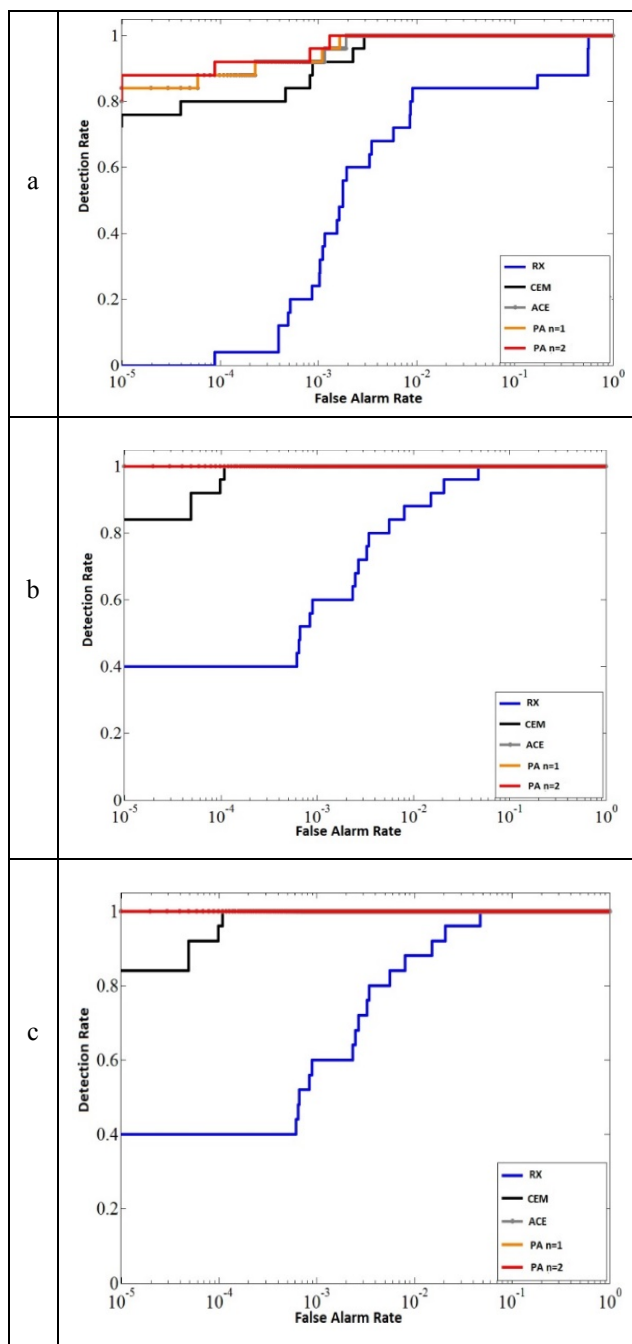 a
1
0.8
0.6
0.4
0.2
0
Detection Rate
10^-5 10^-4 10^-3 10^-2 10^-1 10^0
False Alarm Rate
RX
CEM
ACE
PA n=1
PA n=2
b
1
0.8
0.6
0.4
0.2
0
Detection Rate
10^-5 10^-4 10^-3 10^-2 10^-1 10^0
False Alarm Rate
RX
CEM
ACE
PA n=1
PA n=2
c
1
0.8
0.6
0.4
0.2
0
Detection Rate
10^-5 10^-4 10^-3 10^-2 10^-1 10^0
False Alarm Rate
RX
CEM
ACE
PA n=1
PA n=2